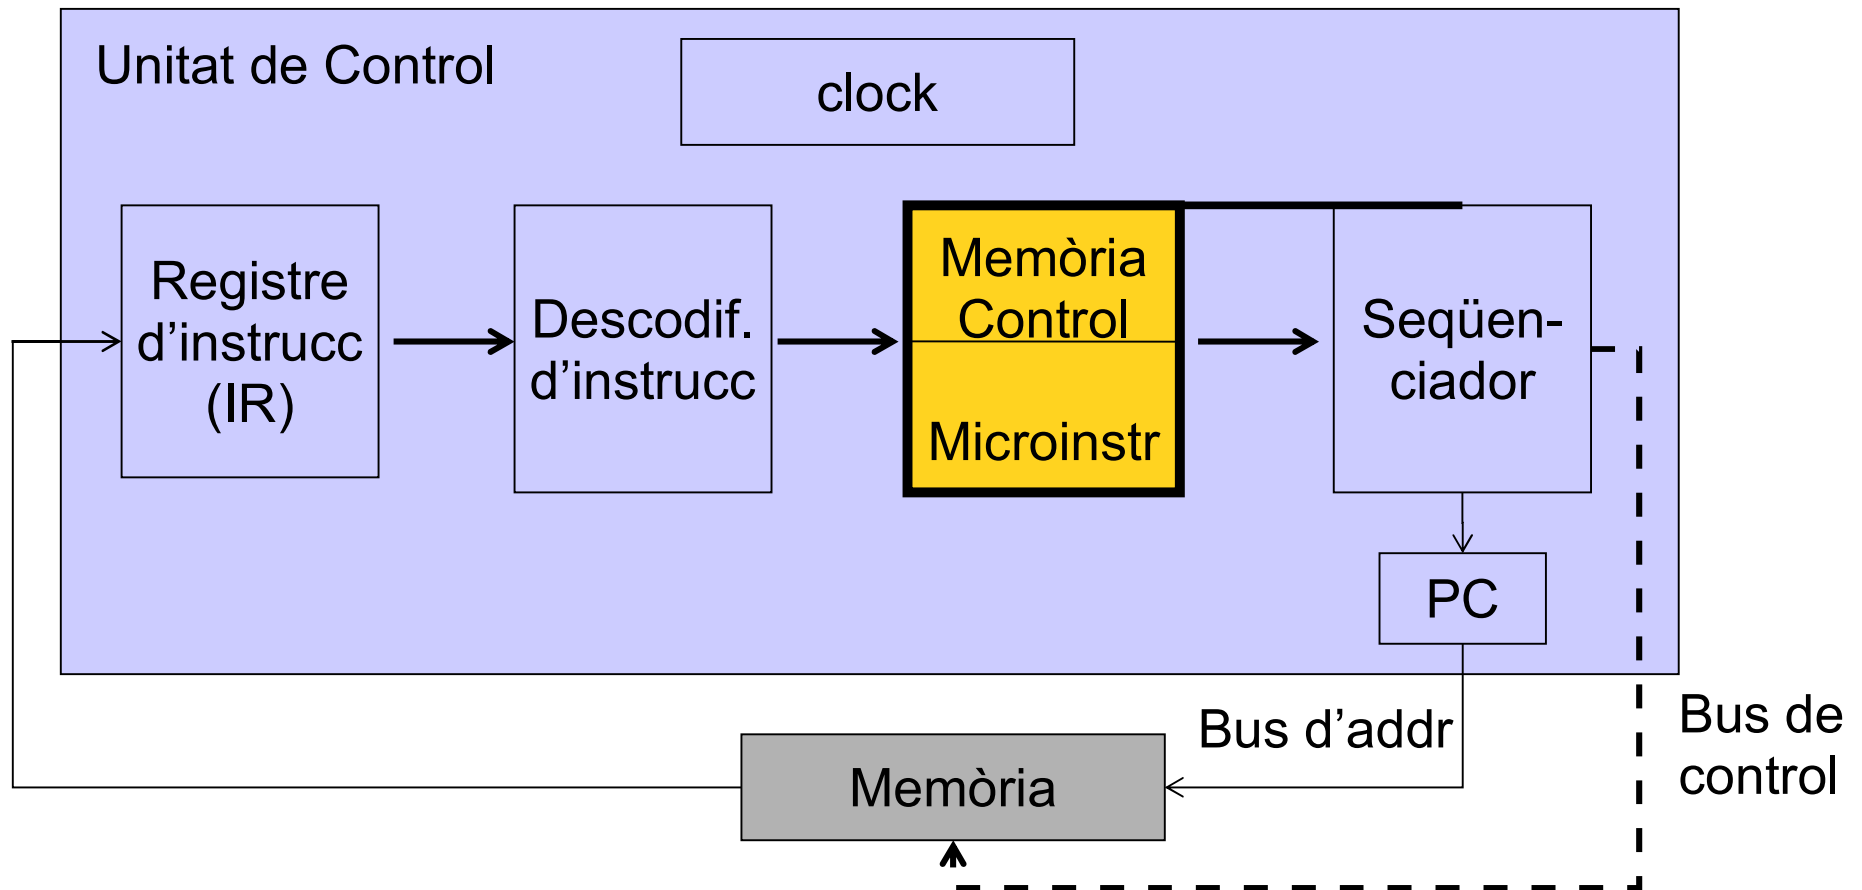 Unitat de Control
clock
Registre
d’instrucc
(IR)
Descodif.
d’instrucc
Memòria
Control
Microinstr
Seqüen-
ciador
PC
Bus d’addr
Memòria
Bus de
control